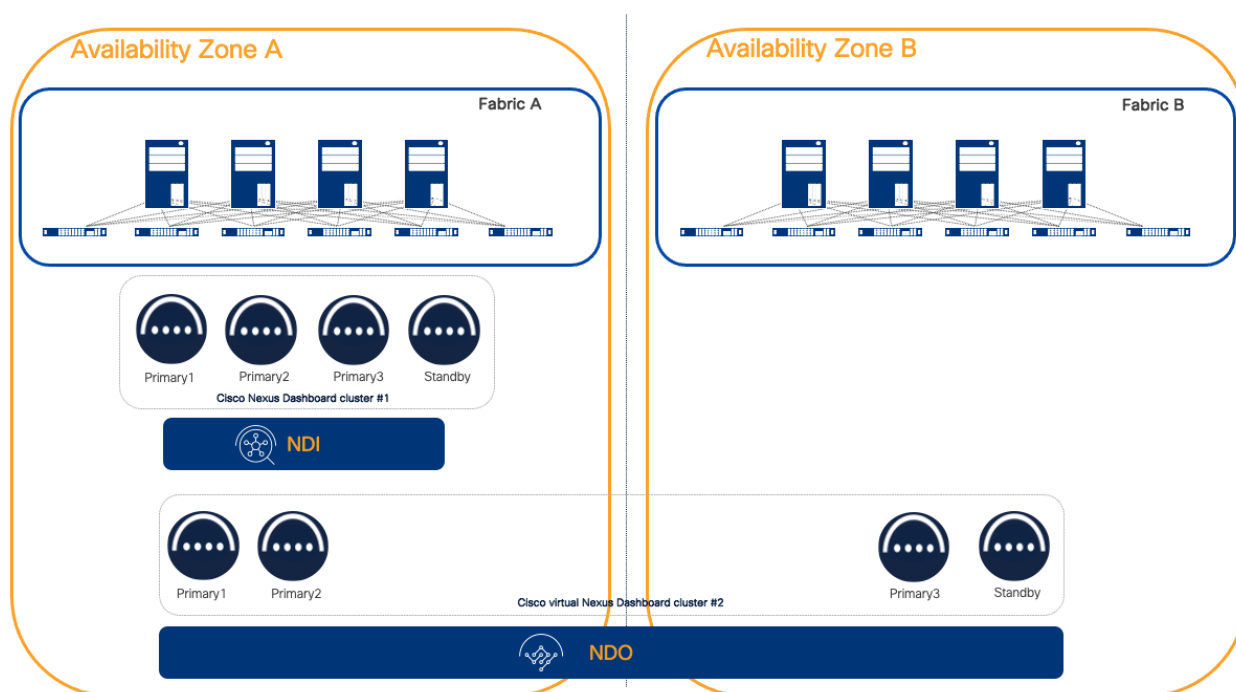 Availability Zone A
Availability Zone B
Fabric A
Fabric B
Primary1
Primary2
Primary3
Standby
Cisco Nexus Dashboard cluster #1
NDI
Primary1
Primary2
Primary3
Standby
Cisco virtual Nexus Dashboard cluster #2
NDO